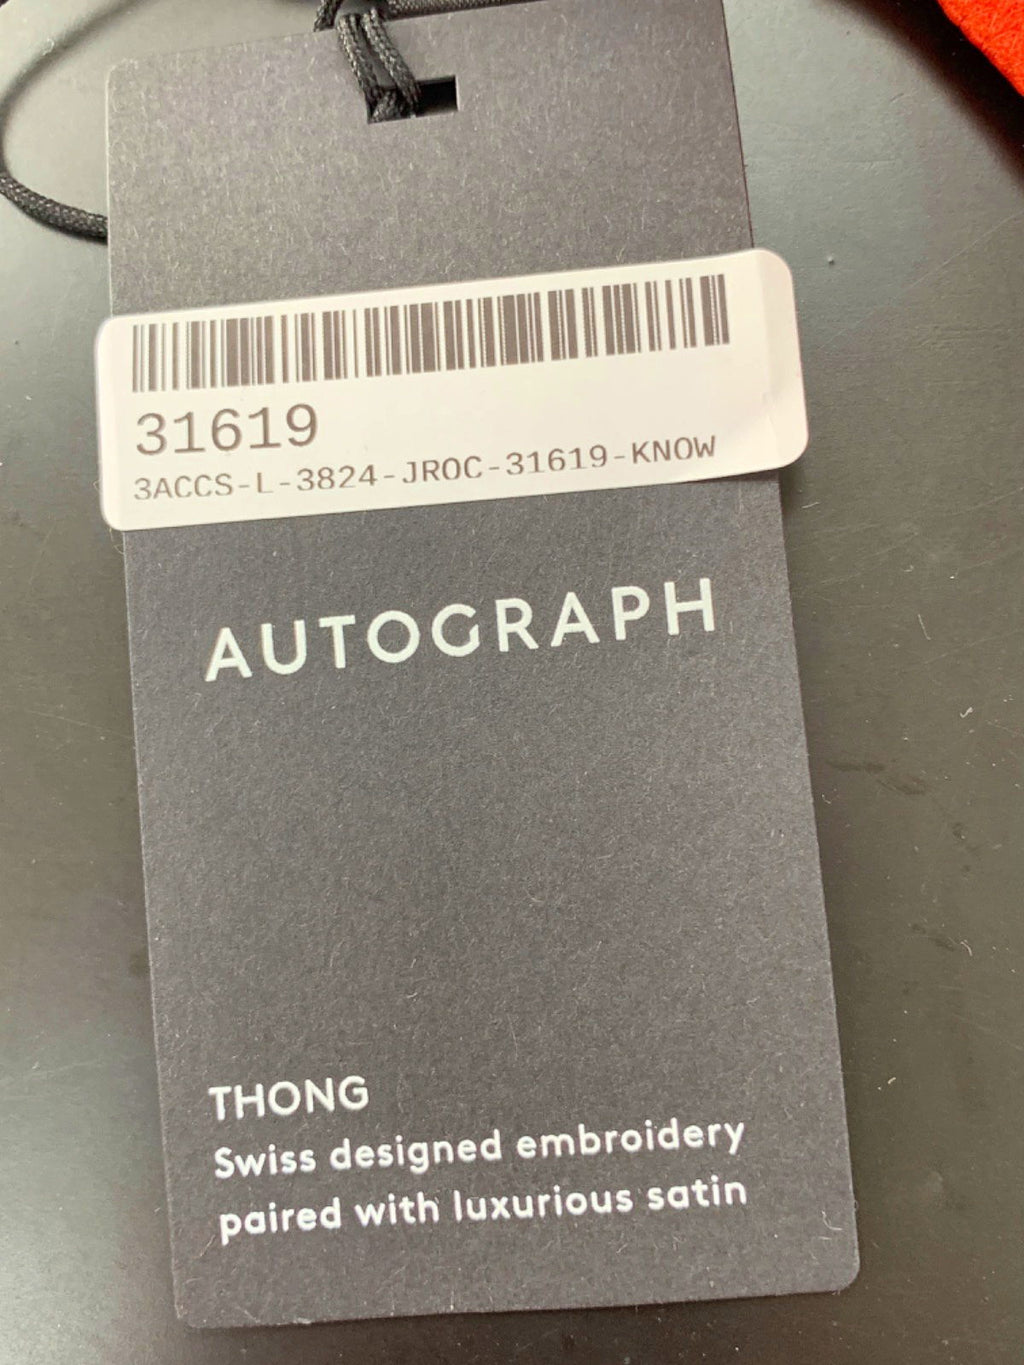 31619
3ACCS-L-3824-JROC-31619-KNOW
AUTOGRAPH
THONG
Swiss designed embroidery
paired with luxurious satin